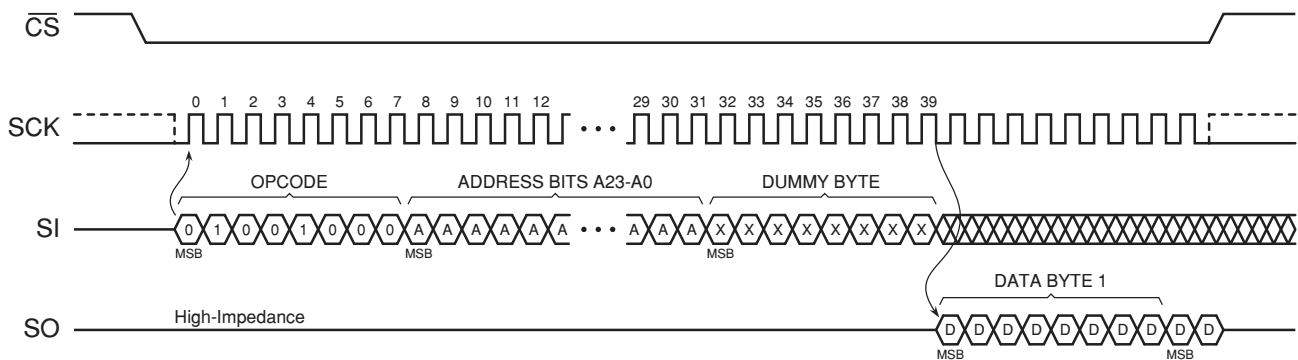 CS
0 1 2 3 4 5 6 7 8 9 10 11 12 29 30 31 32 33 34 35 36 37 38 39
SCK
OPCODE ADDRESS BITS A23-A0 DUMMY BYTE
SI 0 1 0 0 1 0 0 0 A A A A A A A A A X X X X X X X X
MSB MSB MSB
DATA BYTE 1
High-Impedance
SO D D D D D D D D D D
MSB MSB